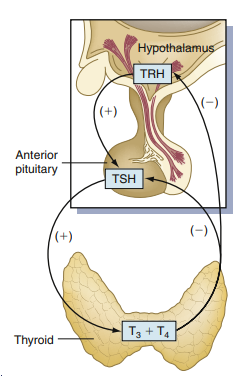 Hypothalamus
TRH
(+)
(−)
Anterior
pituitary
TSH
(+)
(−)
Thyroid
T₃ + T₄